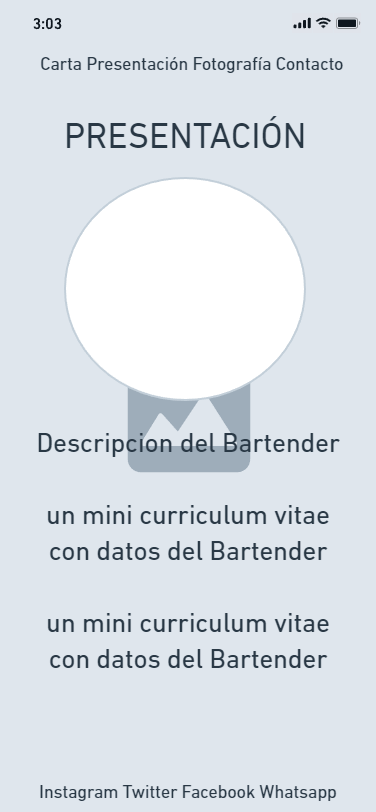 3:03
Carta Presentación Fotografía Contacto
PRESENTACIÓN
Descripcion del Bartender
un mini curriculum vitae
con datos del Bartender
un mini curriculum vitae
con datos del Bartender
Instagram Twitter Facebook Whatsapp